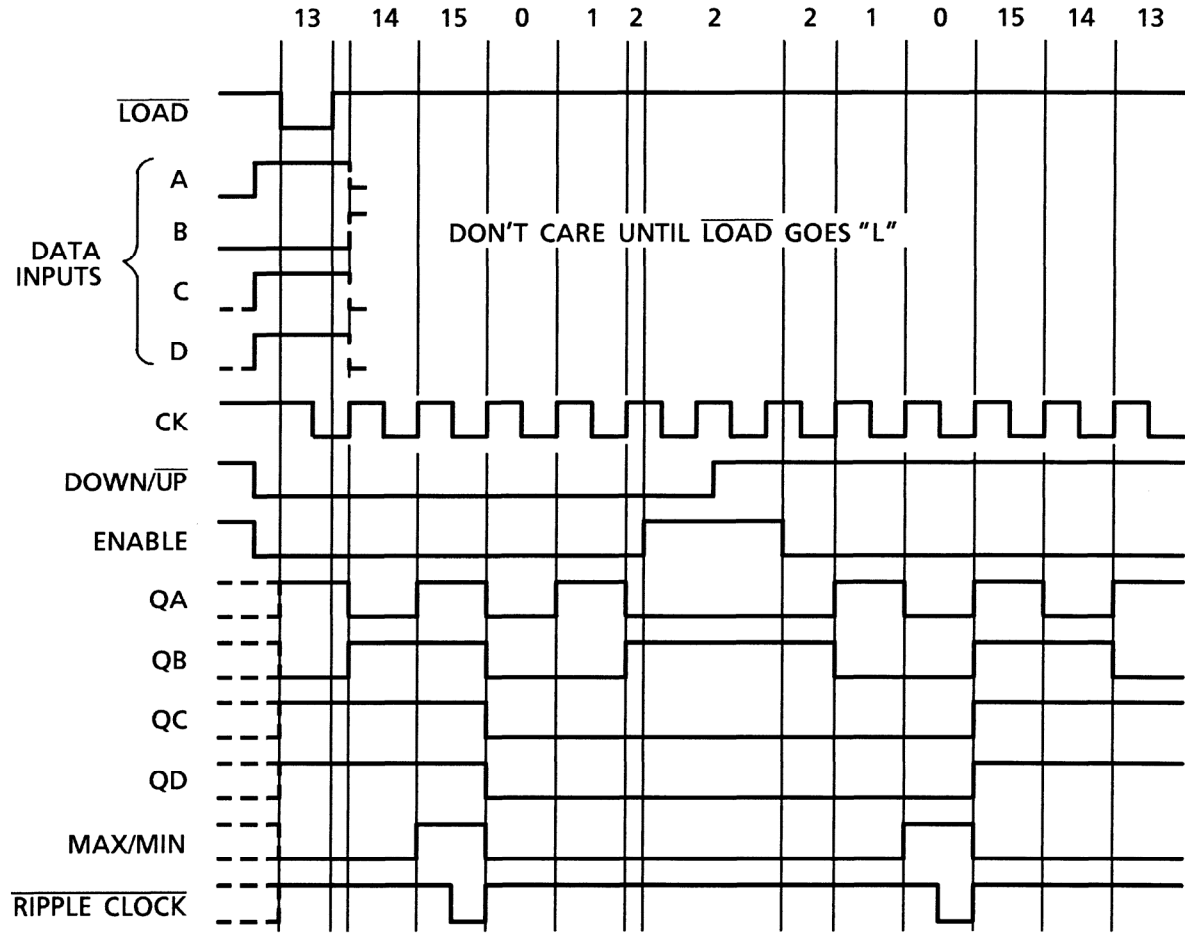 13 14 15 0 1 2 2 2 1 0 15 14 13
LOAD
A
B
DON'T CARE UNTIL LOAD GOES "L"
DATA
INPUTS
C
D
CK
DOWN/UP
ENABLE
QA
QB
QC
QD
MAX/MIN
RIPPLE CLOCK